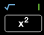 √ |
x²